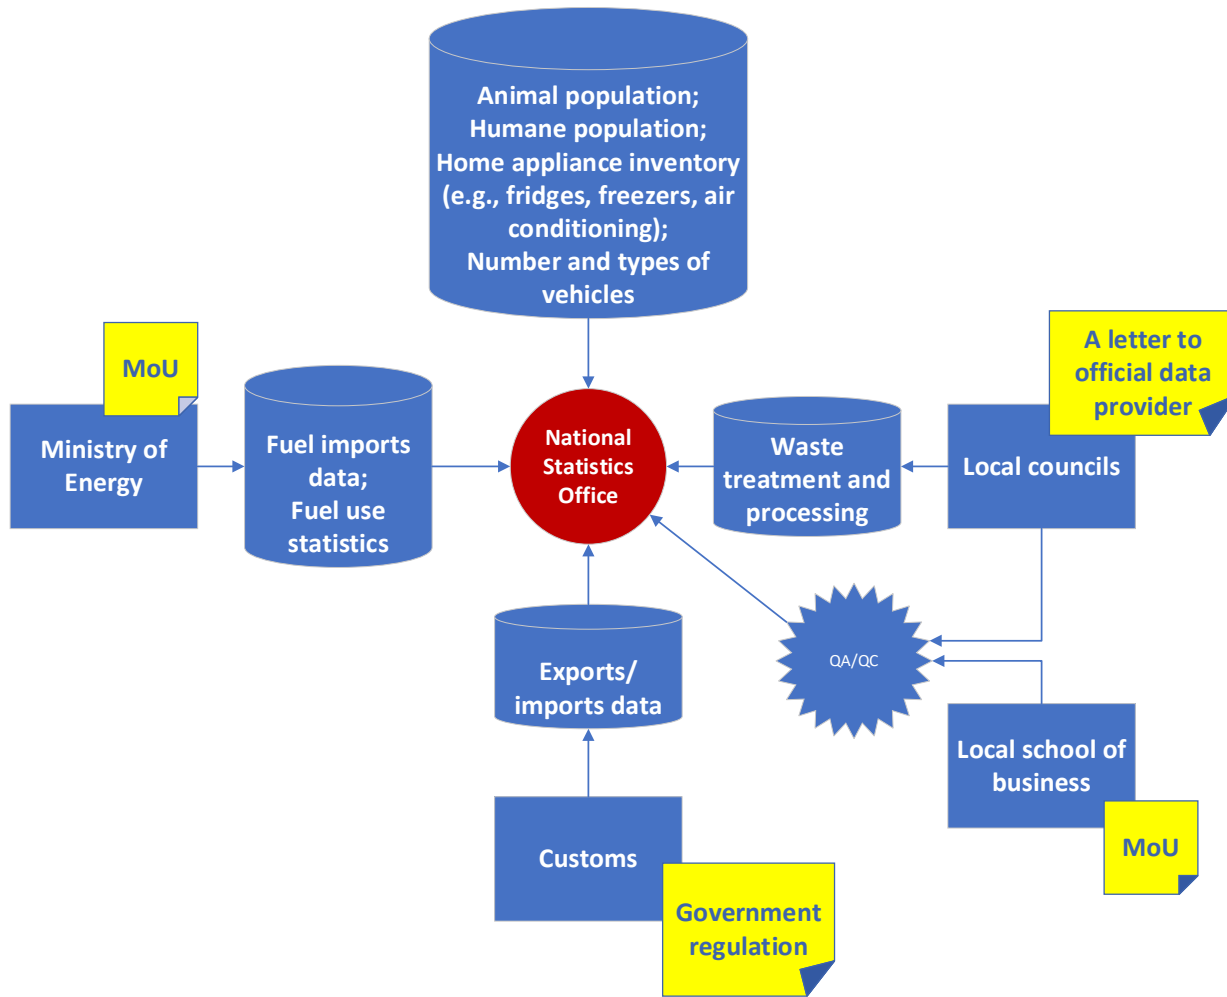 Animal population;
Humane population;
Home appliance inventory
(e.g., fridges, freezers, air
conditioning);
Number and types of
vehicles
MoU
Ministry of
Energy
Fuel imports
data;
Fuel use
statistics
National
Statistics
Office
Waste
treatment and
processing
A letter to
official data
provider
Local councils
QA/QC
Exports/
imports data
Local school of
business
MoU
Customs
Government
regulation